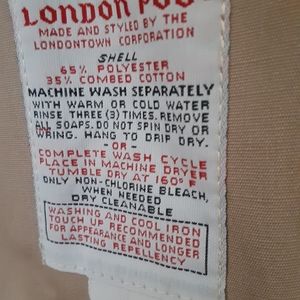 LONDON FOG
MADE AND STYLED BY THE
LONDONTOWN CORPORATION
SHELL
65% POLYESTER
35% COMBED COTTON
MACHINE WASH SEPARATELY
WITH WARM OR COLD WATER
RINSE THREE (3) TIMES. REMOVE
ALL SOAPS. DO NOT SPIN DRY OR
WRING. HANG TO DRIP DRY.
-OR-
COMPLETE WASH CYCLE
PLACE IN MACHINE DRYER
TUMBLE DRY AT 160° F
ONLY NON-CHLORINE BLEACH,
WHEN NEEDED
DRY CLEANABLE
WASHING AND COOL IRON
TOUCH UP RECOMMENDED
FOR APPEARANCE AND LONGER
LASTING REPELLENCY